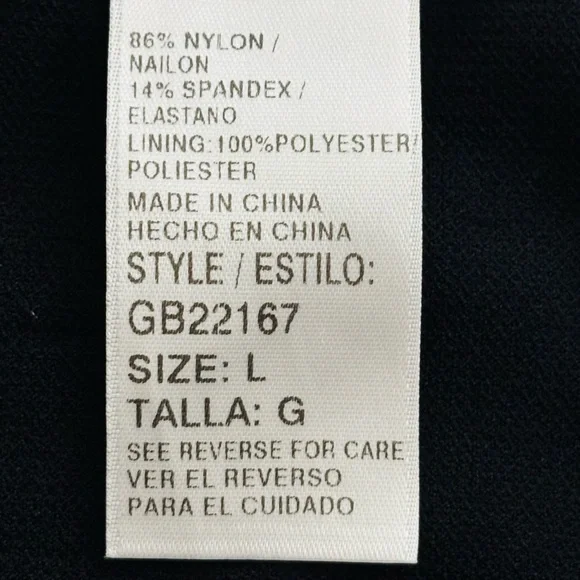 86% NYLON /
NAILON
14% SPANDEX /
ELASTANO
LINING:100%POLYESTER/
POLIESTER
MADE IN CHINA
HECHO EN CHINA
STYLE / ESTILO:
GB22167
SIZE: L
TALLA: G
SEE REVERSE FOR CARE
VER EL REVERSO
PARA EL CUIDADO